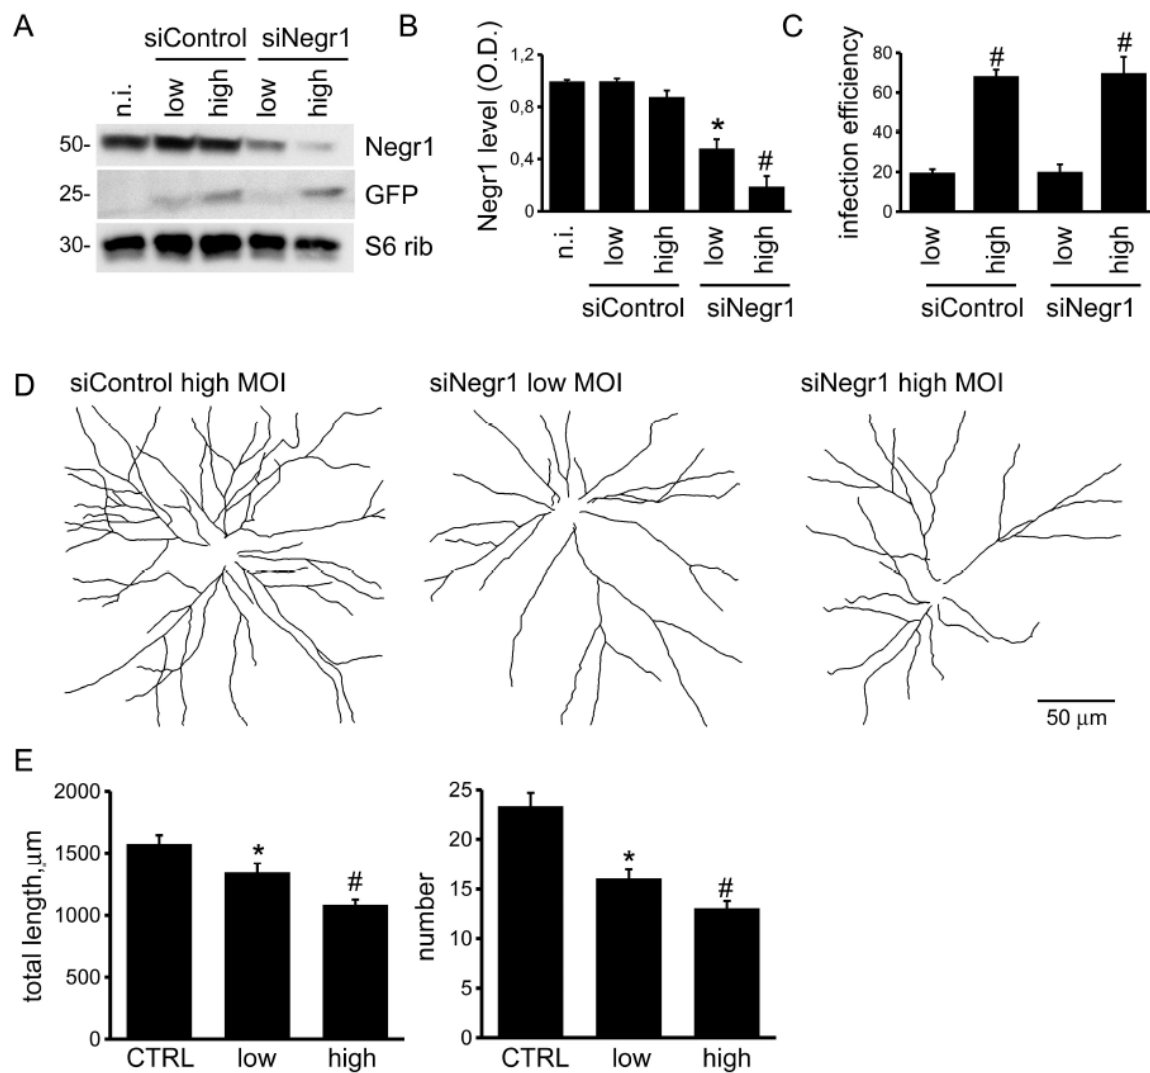 A
siControl siNegr1
n.i. low high low high
50- Negr1
25- GFP
30- S6 rib
B
Negr1 level (O.D.)
1,2
0,8
0,4
0
*
#
n.i. low high low high
siControl siNegr1
C
infection efficiency
80
60
40
20
0
#
#
low high low high
siControl siNegr1
D
siControl high MOI siNegr1 low MOI siNegr1 high MOI
50 μm
E
total length,μm
2000
1500
1000
500
0
*
#
CTRL low high
number
25
20
15
10
5
0
*
#
CTRL low high